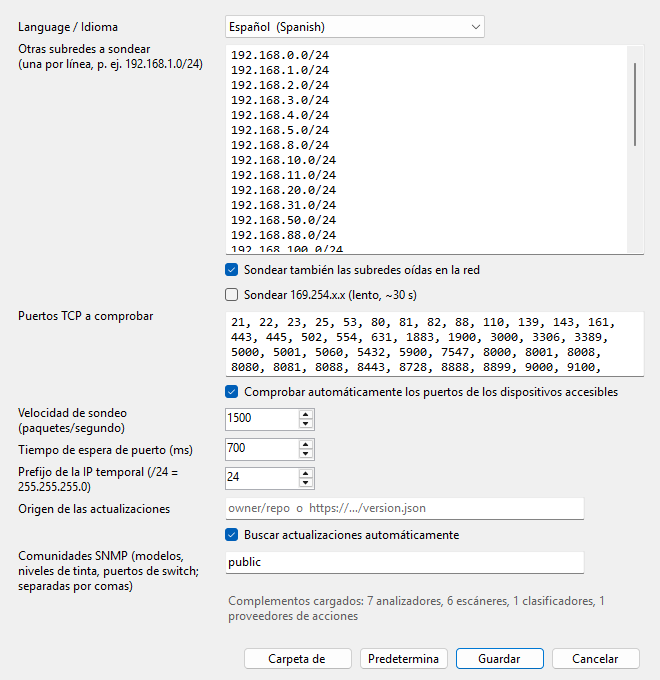 Language / Idioma
Español (Spanish)
Otras subredes a sondear
(una por línea, p. ej. 192.168.1.0/24)
192.168.0.0/24
192.168.1.0/24
192.168.2.0/24
192.168.3.0/24
192.168.4.0/24
192.168.5.0/24
192.168.8.0/24
192.168.10.0/24
192.168.11.0/24
192.168.20.0/24
192.168.31.0/24
192.168.50.0/24
192.168.88.0/24
192.168.100.0/24
Sondear también las subredes oídas en la red
Sondear 169.254.x.x (lento, ~30 s)
Puertos TCP a comprobar
21, 22, 23, 25, 53, 80, 81, 82, 88, 110, 139, 143, 161,
443, 445, 502, 554, 631, 1883, 1900, 3000, 3306, 3389,
5000, 5001, 5060, 5432, 5900, 7547, 8000, 8001, 8008,
8080, 8081, 8088, 8443, 8728, 8888, 8899, 9000, 9100,
Comprobar automáticamente los puertos de los dispositivos accesibles
Velocidad de sondeo
(paquetes/segundo)
1500
Tiempo de espera de puerto (ms)
700
Prefijo de la IP temporal (/24 =
255.255.255.0)
24
Origen de las actualizaciones
owner/repo o https://.../version.json
Buscar actualizaciones automáticamente
Comunidades SNMP (modelos,
niveles de tinta, puertos de switch;
separadas por comas)
public
Complementos cargados: 7 analizadores, 6 escáneres, 1 clasificadores, 1
proveedores de acciones
Carpeta de
Predetermina
Guardar
Cancelar